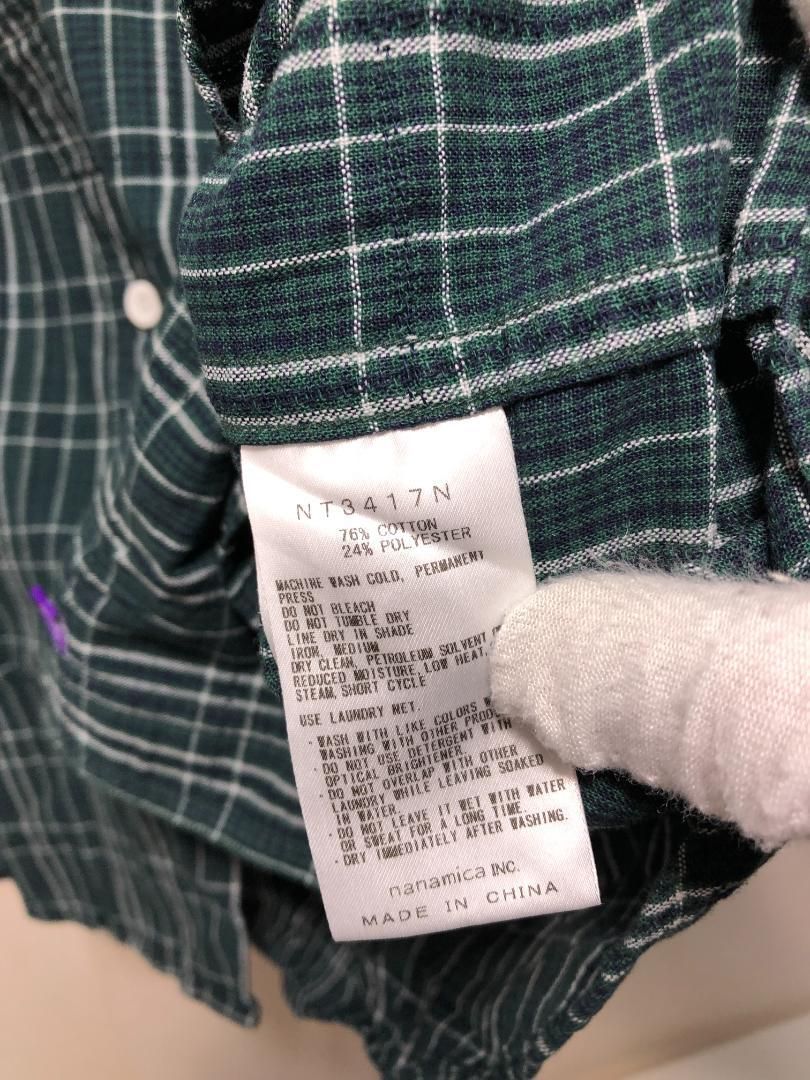 NT3417N
76% COTTON
24% POLYESTER
MACHINE WASH COLD, PERMANENT
PRESS
DO NOT BLEACH
DO NOT TUMBLE DRY
LINE DRY IN SHADE
IRON, MEDIUM
DRY CLEAN, PETROLEUM SOLVENT
REDUCED MOISTURE, LOW HEAT,
STEAM, SHORT CYCLE
USE LAUNDRY NET.
・WASH WITH LIKE COLORS
WASHING WITH OTHER
・DO NOT USE DETERGENT WITH
OPTICAL BRIGHTENER.
・DO NOT OVERLAP WITH OTHER
LAUNDRY WHILE LEAVING SOAKED
IN WATER.
・DO NOT LEAVE IT WET WITH WATER
OR SWEAT FOR A LONG TIME.
・DRY IMMEDIATELY AFTER WASHING.
nanamica INC.
MADE IN CHINA